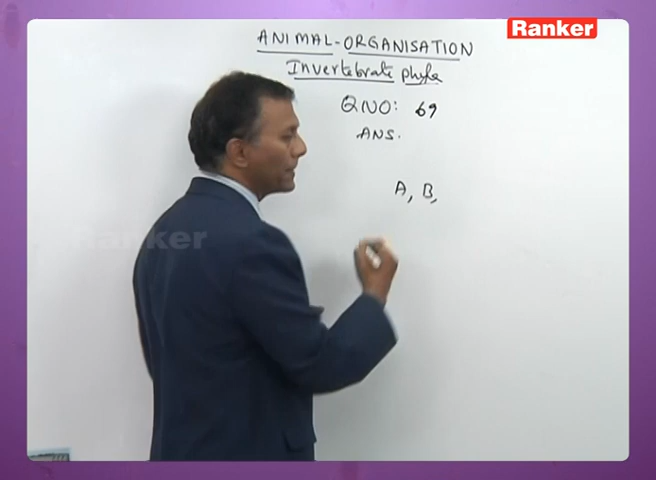 Ranker
ANIMAL-ORGANISATION
Invertebrate phyla
QNO: 69
ANS.
A, B,
Ranker